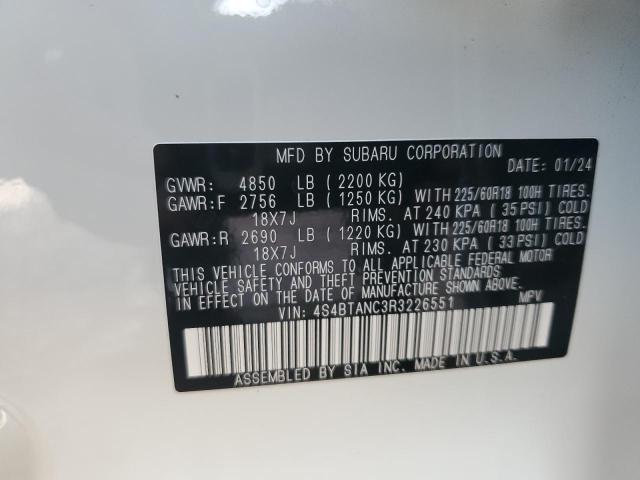 MFD BY SUBARU CORPORATION
DATE: 01/24
GVWR: 4850 LB ( 2200 KG)
GAWR:F 2756 LB ( 1250 KG) WITH 225/60R18 100H TIRES.
18X7J RIMS. AT 240 KPA ( 35 PSI) COLD
GAWR:R 2690 LB ( 1220 KG) WITH 225/60R18 100H TIRES.
18X7J RIMS. AT 230 KPA ( 33 PSI) COLD
THIS VEHICLE CONFORMS TO ALL APPLICABLE FEDERAL MOTOR
VEHICLE SAFETY AND THEFT PREVENTION STANDARDS
IN EFFECT ON THE DATE OF MANUFACTURE SHOWN ABOVE.
VIN: 4S4BTANC3R3226551 MPV
ASSEMBLED BY SIA INC. MADE IN U.S.A.